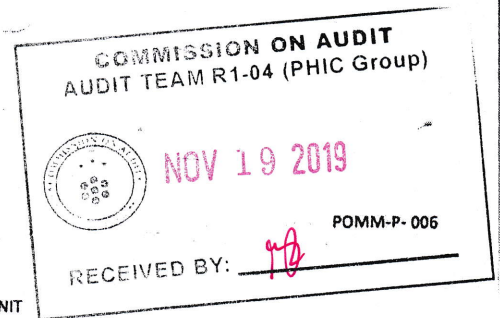 COMMISSION ON AUDIT
AUDIT TEAM R1-04 (PHIC Group)
NOV 19 2019
POMM-P- 006
RECEIVED BY:
NIT